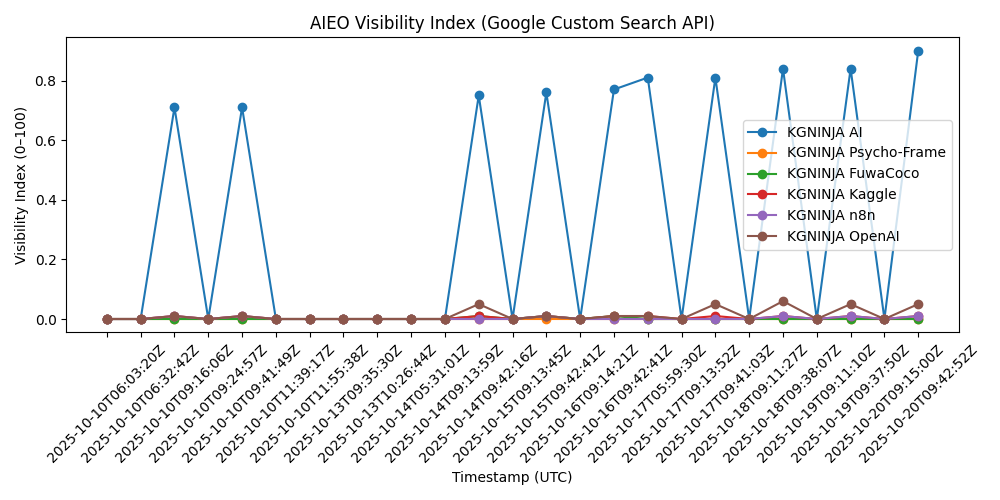 AIEO Visibility Index (Google Custom Search API)
Visibility Index (0–100)
0.8
0.6
0.4
0.2
0.0
KGNINJA AI
KGNINJA Psycho-Frame
KGNINJA FuwaCoco
KGNINJA Kaggle
KGNINJA n8n
KGNINJA OpenAI
2025-10-10T06:03:20Z
2025-10-10T06:32:42Z
2025-10-10T09:16:06Z
2025-10-10T09:24:57Z
2025-10-10T09:41:49Z
2025-10-10T11:39:17Z
2025-10-10T11:55:38Z
2025-10-13T09:35:30Z
2025-10-13T10:26:44Z
2025-10-14T05:31:01Z
2025-10-14T09:13:59Z
2025-10-14T09:42:16Z
2025-10-15T09:13:45Z
2025-10-15T09:42:41Z
2025-10-16T09:14:21Z
2025-10-16T09:42:41Z
2025-10-17T05:59:30Z
2025-10-17T09:13:52Z
2025-10-17T09:41:03Z
2025-10-18T09:11:27Z
2025-10-18T09:38:07Z
2025-10-19T09:11:10Z
2025-10-19T09:37:50Z
2025-10-20T09:15:00Z
2025-10-20T09:42:52Z
Timestamp (UTC)